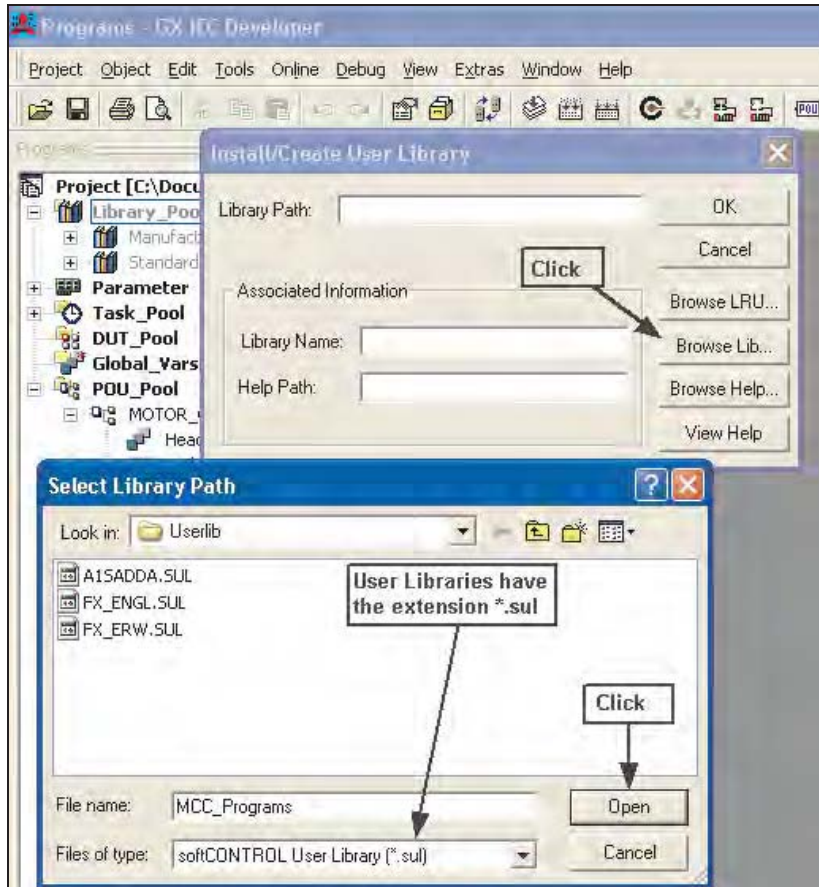 Programs - GX IEC Developer
Project Object Edit Tools Online Debug View Extras Window Help
Programs
Install/Create User Library
Project [C:\Docu
Library_Poo
Manufact
Standard
Parameter
Task_Pool
DUT_Pool
Global_Vars
POU_Pool
MOTOR_
Head
Library Path:
OK
Cancel
Click
Associated Information
Browse LRU...
Library Name:
Browse Lib...
Help Path:
Browse Help...
View Help
Select Library Path
Look in: Userlib
A1SADDA.SUL
FX_ENGL.SUL
FX_ERW.SUL
User Libraries have
the extension *.sul
Click
File name: MCC_Programs
Open
Files of type: softCONTROL User Library (*.sul)
Cancel